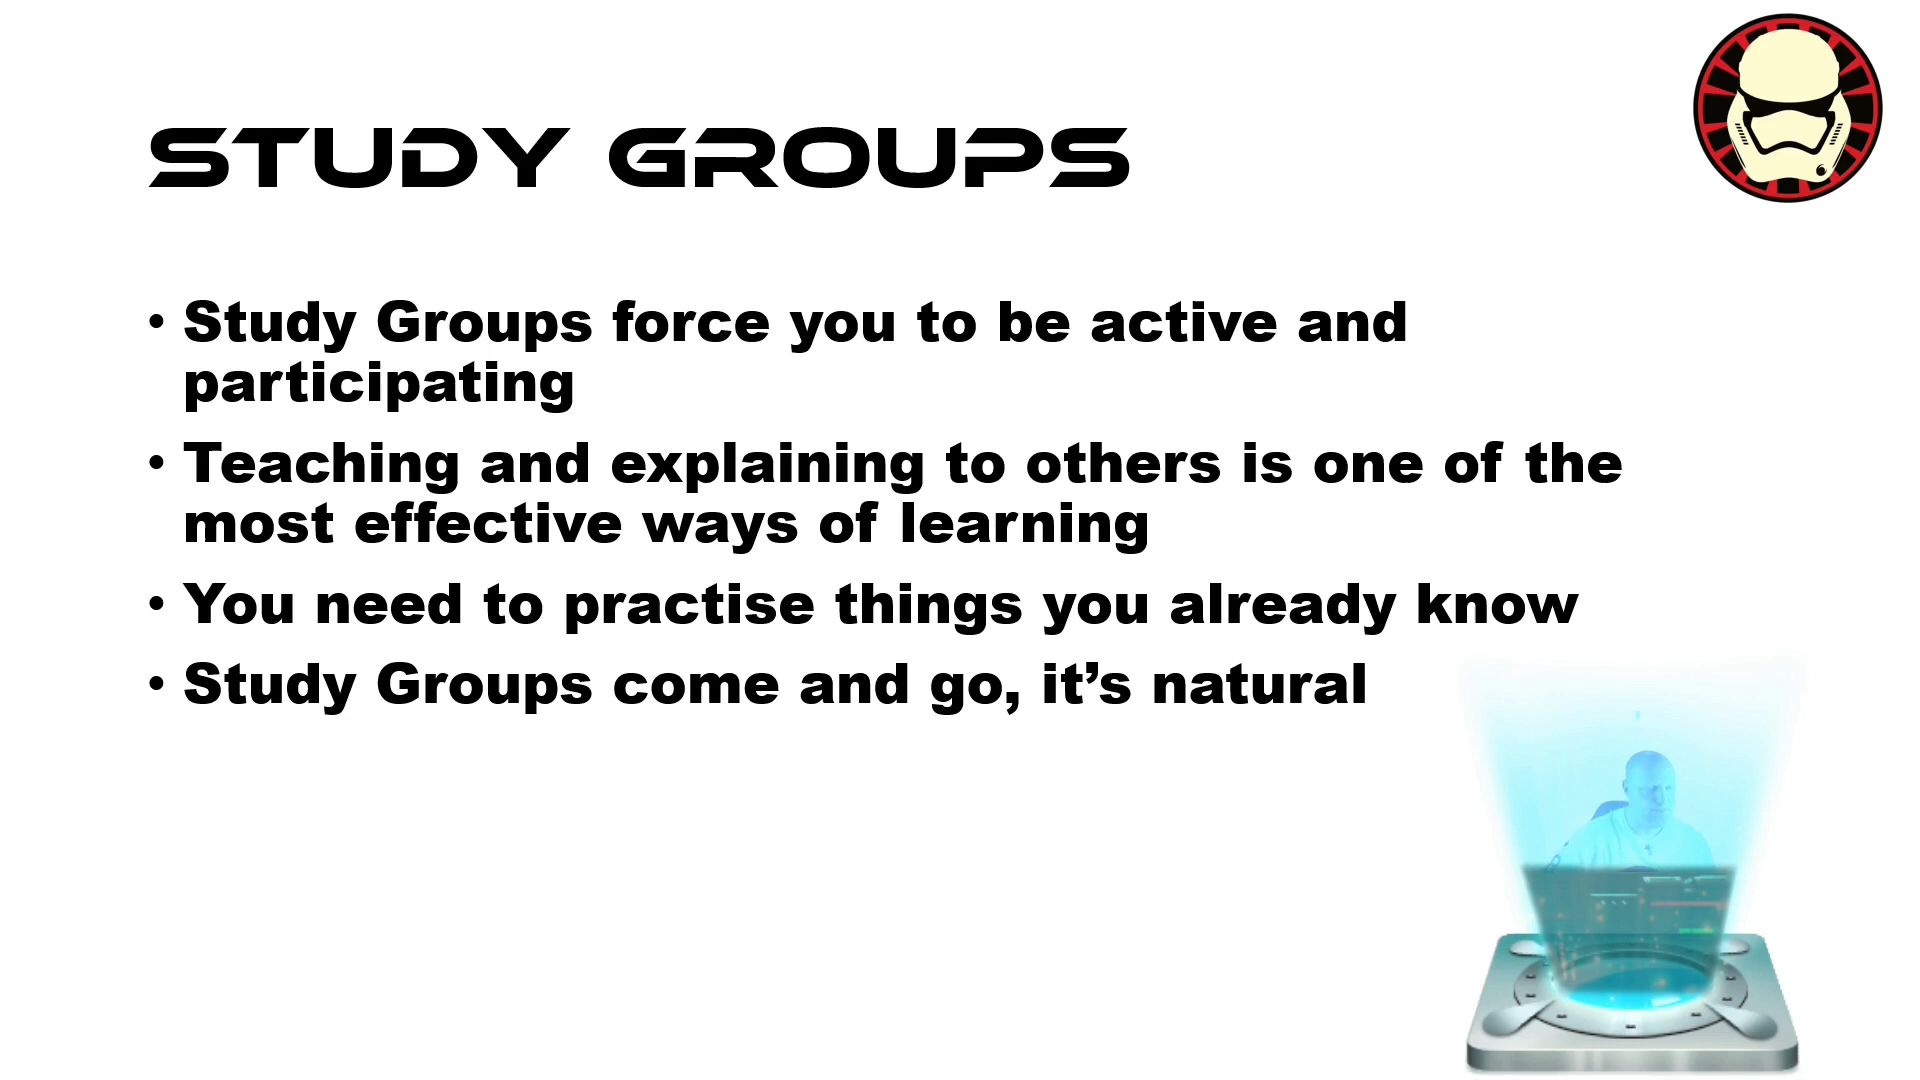 STUDY GROUPS
• Study Groups force you to be active and
participating
• Teaching and explaining to others is one of the
most effective ways of learning
• You need to practise things you already know
• Study Groups come and go, it’s natural